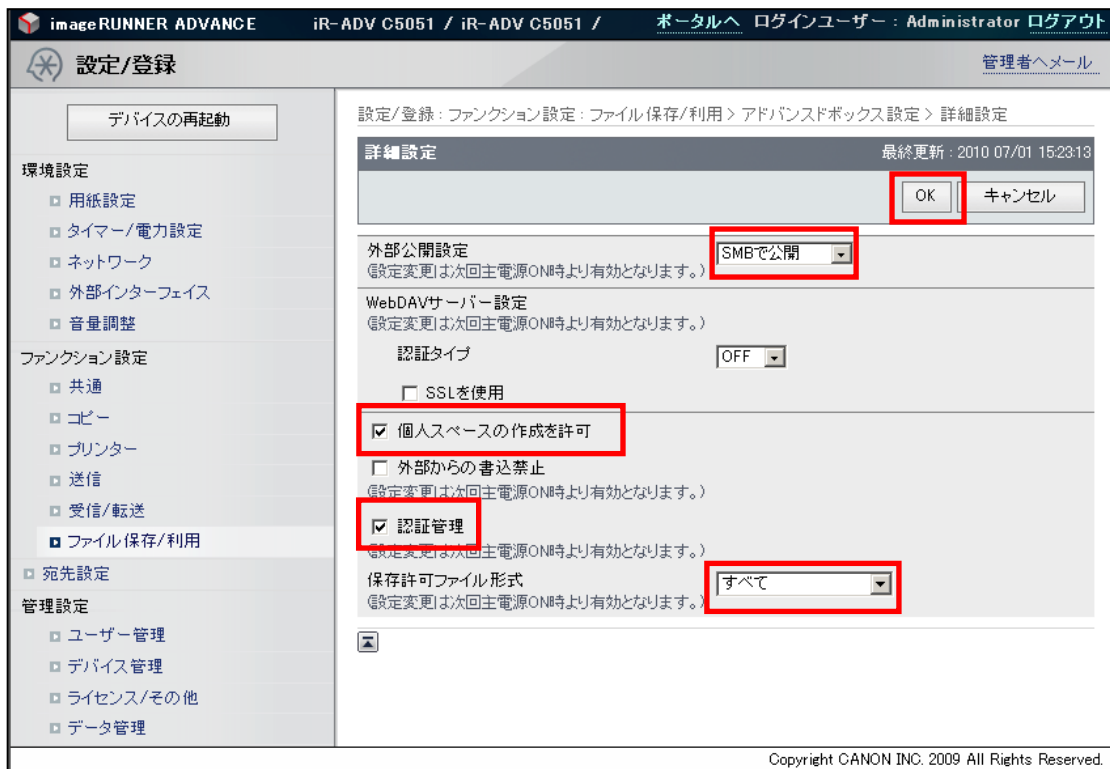 imageRUNNER ADVANCE iR-ADV C5051 / iR-ADV C5051 / ポータルへ ログインユーザー : Administrator ログアウト
設定/登録 管理者へメール
デバイスの再起動
環境設定
用紙設定
タイマー/電力設定
ネットワーク
外部インターフェイス
音量調整
ファンクション設定
共通
コピー
プリンター
送信
受信/転送
ファイル保存/利用
宛先設定
管理設定
ユーザー管理
デバイス管理
ライセンス/その他
データ管理
設定/登録 : ファンクション設定 : ファイル保存/利用 > アドバンスドボックス設定 > 詳細設定
詳細設定 最終更新 : 2010 07/01 15:23:13
OK キャンセル
外部公開設定 SMBで公開
(設定変更は次回主電源ON時より有効となります。)
WebDAVサーバー設定
(設定変更は次回主電源ON時より有効となります。)
認証タイプ OFF
SSLを使用
個人スペースの作成を許可
外部からの書込禁止
(設定変更は次回主電源ON時より有効となります。)
認証管理
(設定変更は次回主電源ON時より有効となります。)
保存許可ファイル形式 すべて
(設定変更は次回主電源ON時より有効となります。)
Copyright CANON INC. 2009 All Rights Reserved.